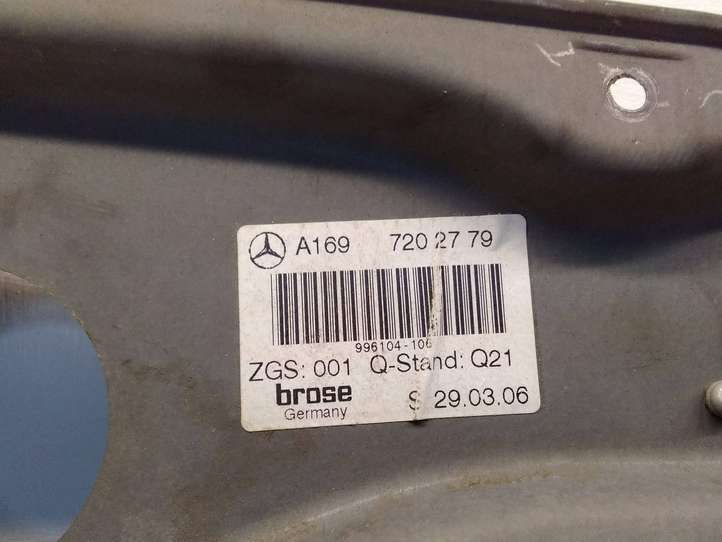 A169 720 27 79
996104-106
ZGS: 001 Q-Stand: Q21
brose
Germany S 29.03.06